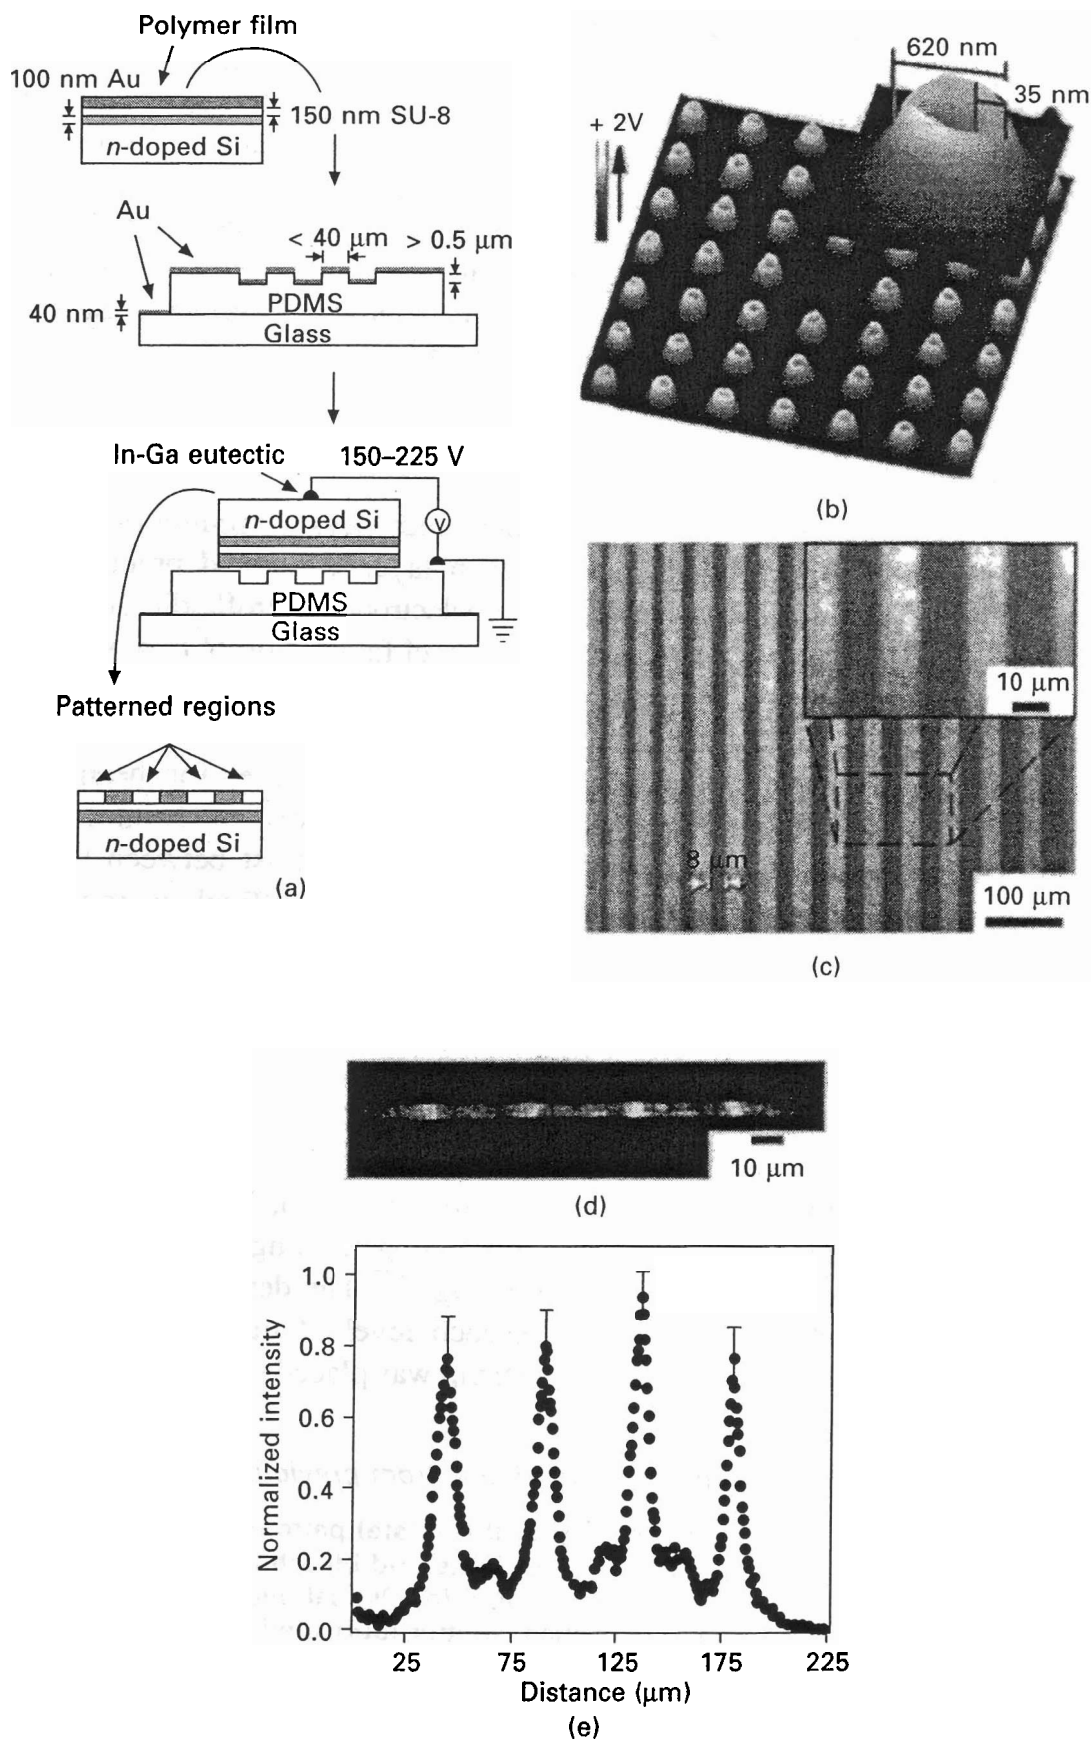 Polymer film
100 nm Au
150 nm SU-8
n-doped Si
Au
< 40 μm > 0.5 μm
40 nm
PDMS
Glass
In-Ga eutectic
150–225 V
n-doped Si
V
PDMS
Glass
Patterned regions
n-doped Si
(a)
620 nm
35 nm
+ 2V
(b)
10 μm
8 μm
100 μm
(c)
10 μm
(d)
Normalized intensity
1.0
0.8
0.6
0.4
0.2
0.0
25 75 125 175 225
Distance (μm)
(e)